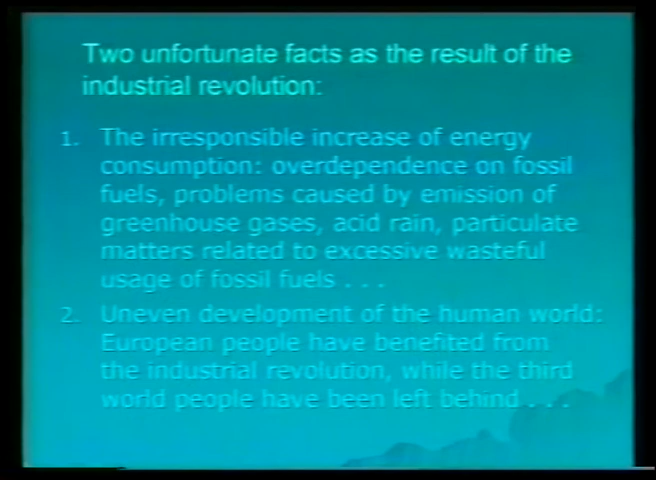 Two unfortunate facts as the result of the
industrial revolution:
1. The irresponsible increase of energy
consumption: overdependence on fossil
fuels, problems caused by emission of
greenhouse gases, acid rain, particulate
matters related to excessive wasteful
usage of fossil fuels . . .
2. Uneven development of the human world:
European people have benefited from
the industrial revolution, while the third
world people have been left behind . . .